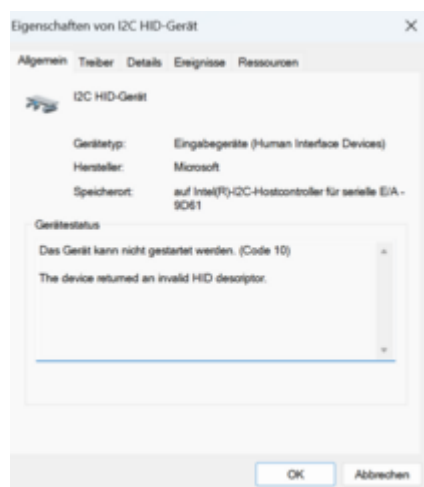 Eigenschaften von I2C HID-Gerät
Allgemein Treiber Details Ereignisse Ressourcen
I2C HID-Gerät
Gerätetyp: Eingabegeräte (Human Interface Devices)
Hersteller: Microsoft
Speicherort: auf Intel(R)-I2C-Hostcontroller für serielle E/A -
9D61
Gerätestatus
Das Gerät kann nicht gestartet werden. (Code 10)
The device returned an invalid HID descriptor.
OK Abbrechen